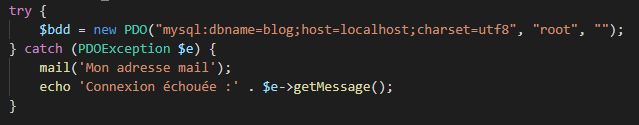 try {
$bdd = new PDO("mysql:dbname=blog;host=localhost;charset=utf8", "root", "");
} catch (PDOException $e) {
mail('Mon adresse mail');
echo 'Connexion échouée :' . $e->getMessage();
}